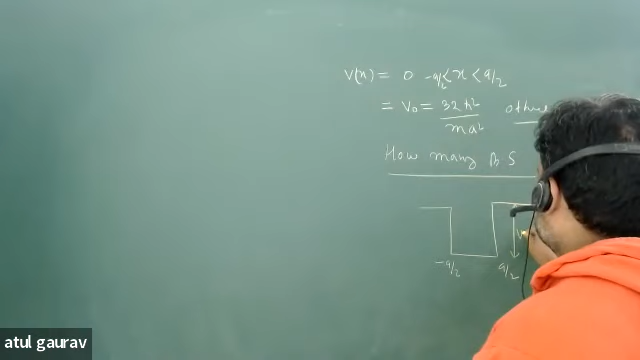 V(x) = 0 -a/2 < x < a/2
= V₀ = 32ħ²/ma²
How many B.S
-a/2 a/2
atul gaurav